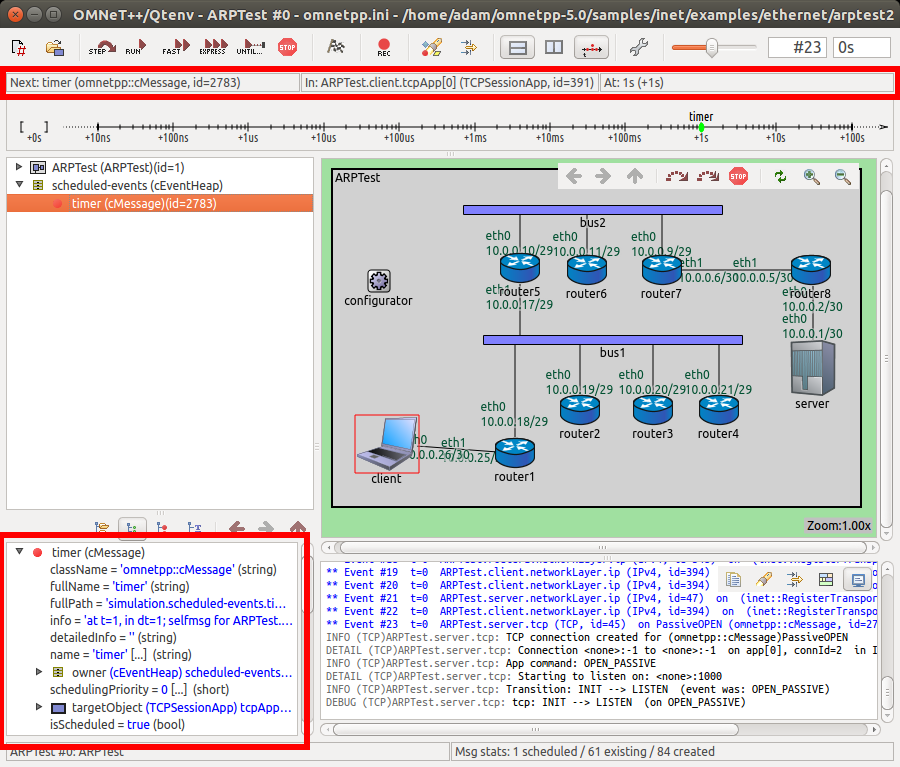 OMNeT++/Qtenv - ARPTest #0 - omnetpp.ini - /home/adam/omnetpp-5.0/samples/inet/examples/ethernet/arptest2
STEP RUN FAST EXPRESS UNTIL... STOP REC #23 0s
Next: timer (omnetpp::cMessage, id=2783) In: ARPTest.client.tcpApp[0] (TCPSessionApp, id=391) At: 1s (+1s)
timer
+0s +10ns +100ns +1us +10us +100us +1ms +10ms +100ms +1s +10s +100s
ARPTest (ARPTest)(id=1)
scheduled-events (cEventHeap)
timer (cMessage)(id=2783)
ARPTest
STOP
bus2
eth0 eth0 eth0
10.0.0.10/29 10.0.0.11/29 10.0.0.9/29
eth1 eth1
10.0.0.6/30 10.0.0.5/30
router5 router6 router7 router8
configurator
eth1
10.0.0.17/29
eth0
10.0.0.2/30
eth0
10.0.0.1/30
bus1
eth0 eth0 eth0
10.0.0.19/29 10.0.0.20/29 10.0.0.21/29
server
eth0
10.0.0.18/29
router2 router3 router4
eth1
client
router1
Zoom:1.00x
timer (cMessage)
className = 'omnetpp::cMessage' (string)
fullName = 'timer' (string)
fullPath = 'simulation.scheduled-events.ti...
info = 'at t=1, in dt=1; selfmsg for ARPTest....
detailedInfo = '' (string)
name = 'timer' [...] (string)
owner (cEventHeap) scheduled-events...
schedulingPriority = 0 [...] (short)
targetObject (TCPSessionApp) tcpApp...
isScheduled = true (bool)
** Event #19 t=0 ARPTest.client.networkLayer.ip (IPv4, id=394)
** Event #20 t=0 ARPTest.client.networkLayer.ip (IPv4, id=394)
** Event #21 t=0 ARPTest.server.networkLayer.ip (IPv4, id=47) on (inet::RegisterTranspor
** Event #22 t=0 ARPTest.client.networkLayer.ip (IPv4, id=394) on (inet::RegisterTranspo
** Event #23 t=0 ARPTest.server.tcp (TCP, id=45) on PassiveOPEN (omnetpp::cMessage, id=27
INFO (TCP)ARPTest.server.tcp: TCP connection created for (omnetpp::cMessage)PassiveOPEN
DETAIL (TCP)ARPTest.server.tcp: Connection <none>:-1 to <none>:-1 on app[0], connId=2 in I
INFO (TCP)ARPTest.server.tcp: App command: OPEN_PASSIVE
DETAIL (TCP)ARPTest.server.tcp: Starting to listen on: <none>:1000
INFO (TCP)ARPTest.server.tcp: Transition: INIT --> LISTEN (event was: OPEN_PASSIVE)
DEBUG (TCP)ARPTest.server.tcp: tcp: INIT --> LISTEN (on OPEN_PASSIVE)
ARPTest #0: ARPTest
Msg stats: 1 scheduled / 61 existing / 84 created